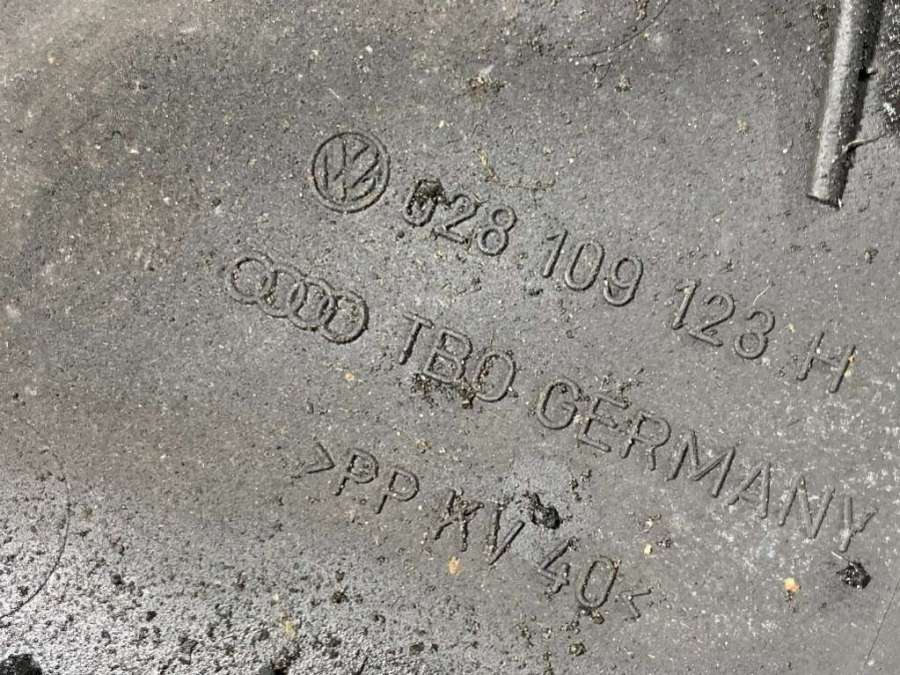 028 109 123 H
TBO GERMANY
>PP KV 40<